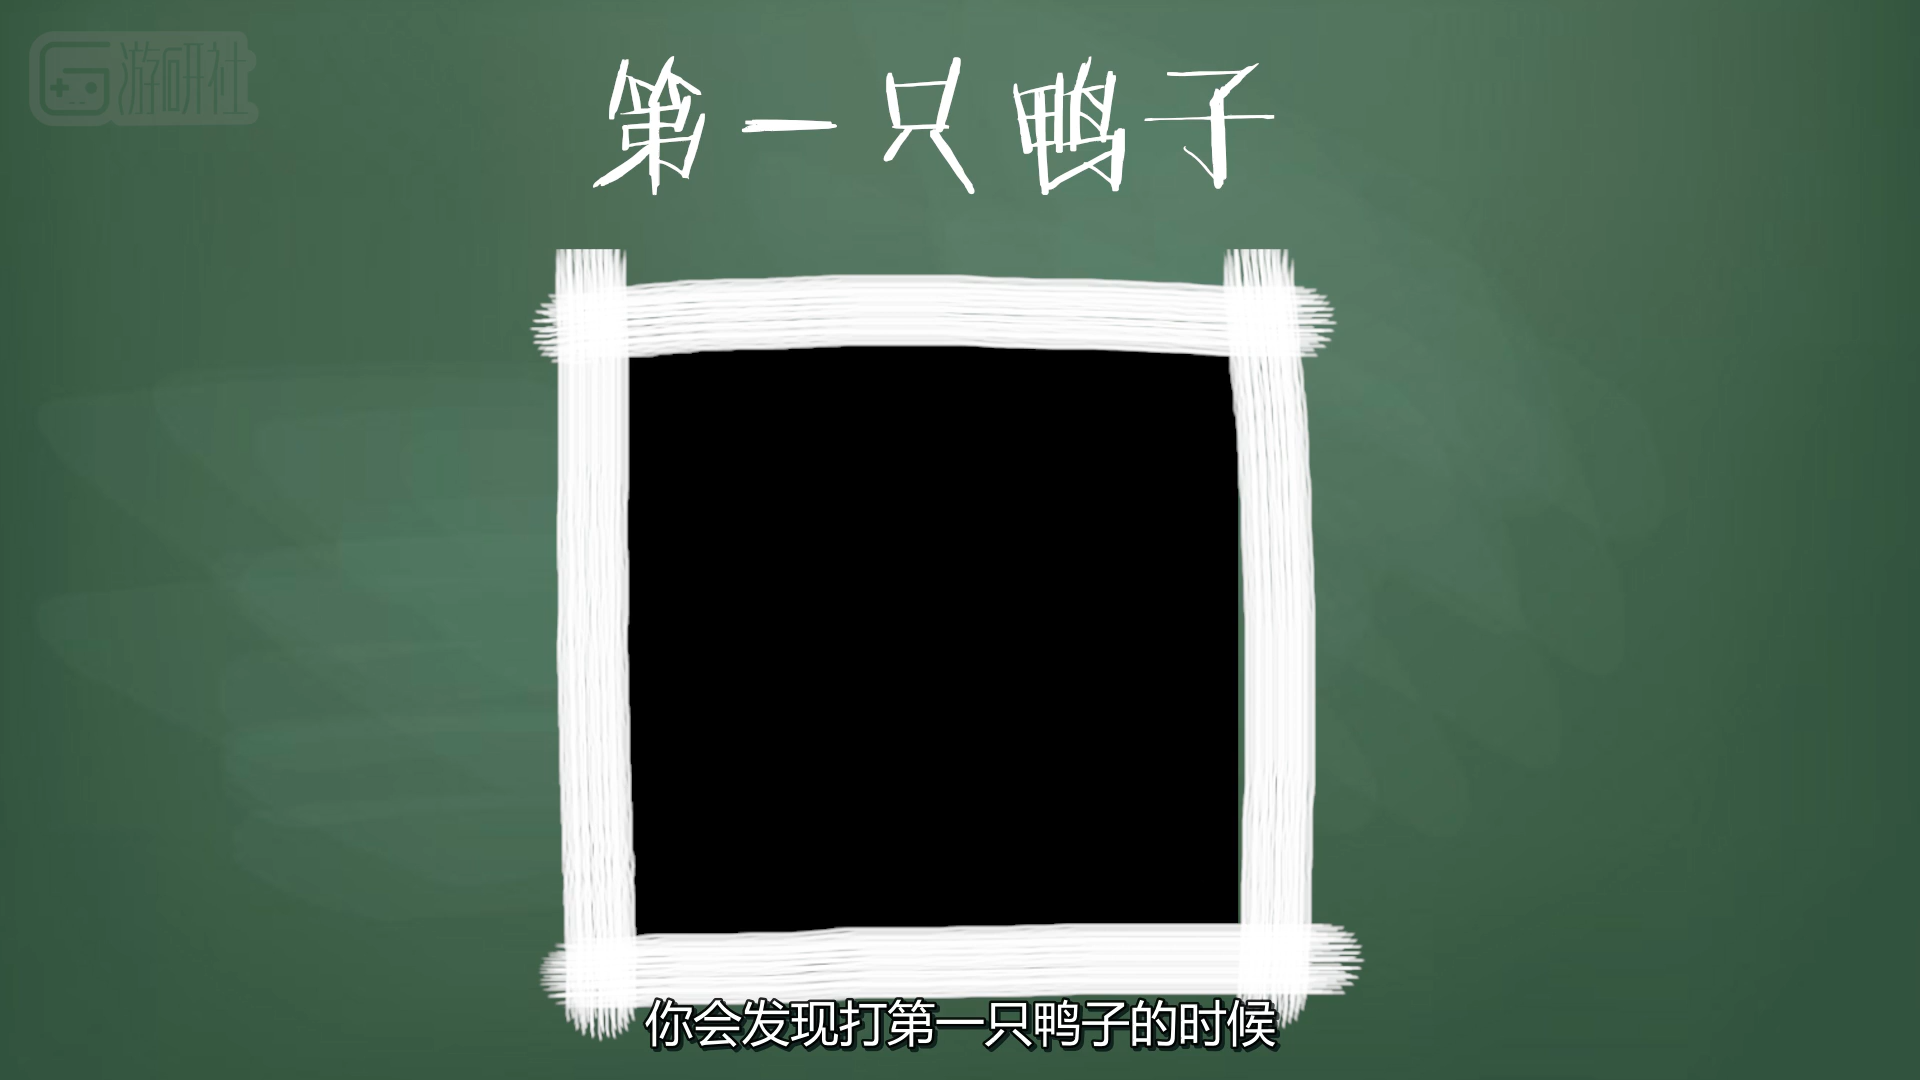 游研社
第一只鸭子
你会发现打第一只鸭子的时候